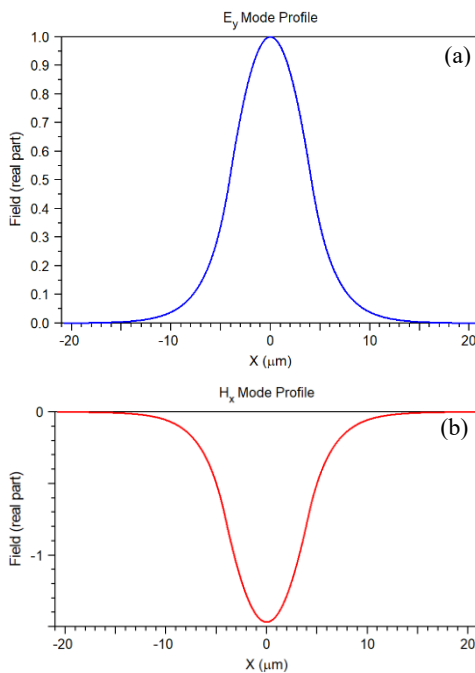 E_y Mode Profile
(a)
1.0
0.9
0.8
0.7
0.6
0.5
0.4
0.3
0.2
0.1
0.0
Field (real part)
-20 -10 0 10 20
X (μm)
H_x Mode Profile
(b)
0
-1
Field (real part)
-20 -10 0 10 20
X (μm)